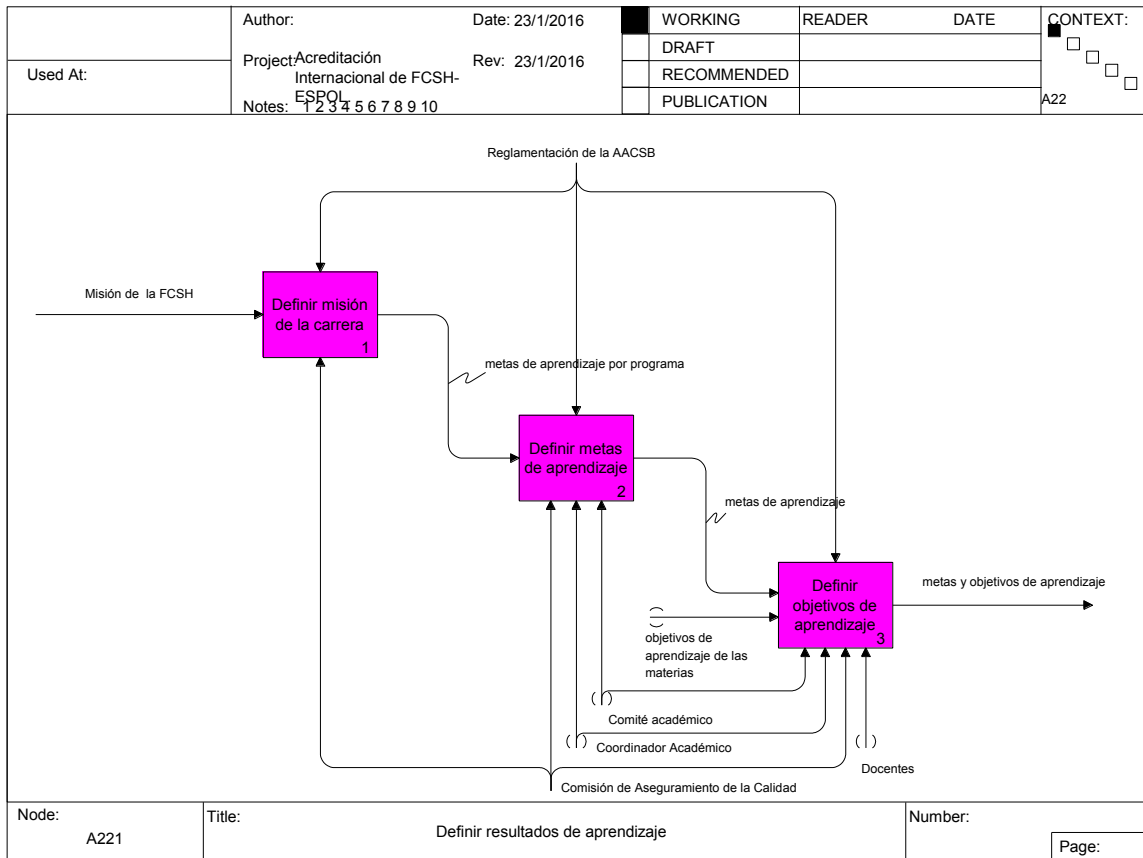 Used At:
Author:
Date: 23/1/2016
Project: Acreditación
Internacional de FCSH-
ESPOL
Rev: 23/1/2016
Notes: 1 2 3 4 5 6 7 8 9 10
WORKING
DRAFT
RECOMMENDED
PUBLICATION
READER DATE
CONTEXT:
A22
Reglamentación de la AACSB
Misión de la FCSH
Definir misión
de la carrera
1
metas de aprendizaje por programa
Definir metas
de aprendizaje
2
metas de aprendizaje
Definir
objetivos de
aprendizaje
3
metas y objetivos de aprendizaje
objetivos de
aprendizaje de las
materias
Comité académico
Coordinador Académico
Docentes
Comisión de Aseguramiento de la Calidad
Node:
A221
Title:
Definir resultados de aprendizaje
Number:
Page: